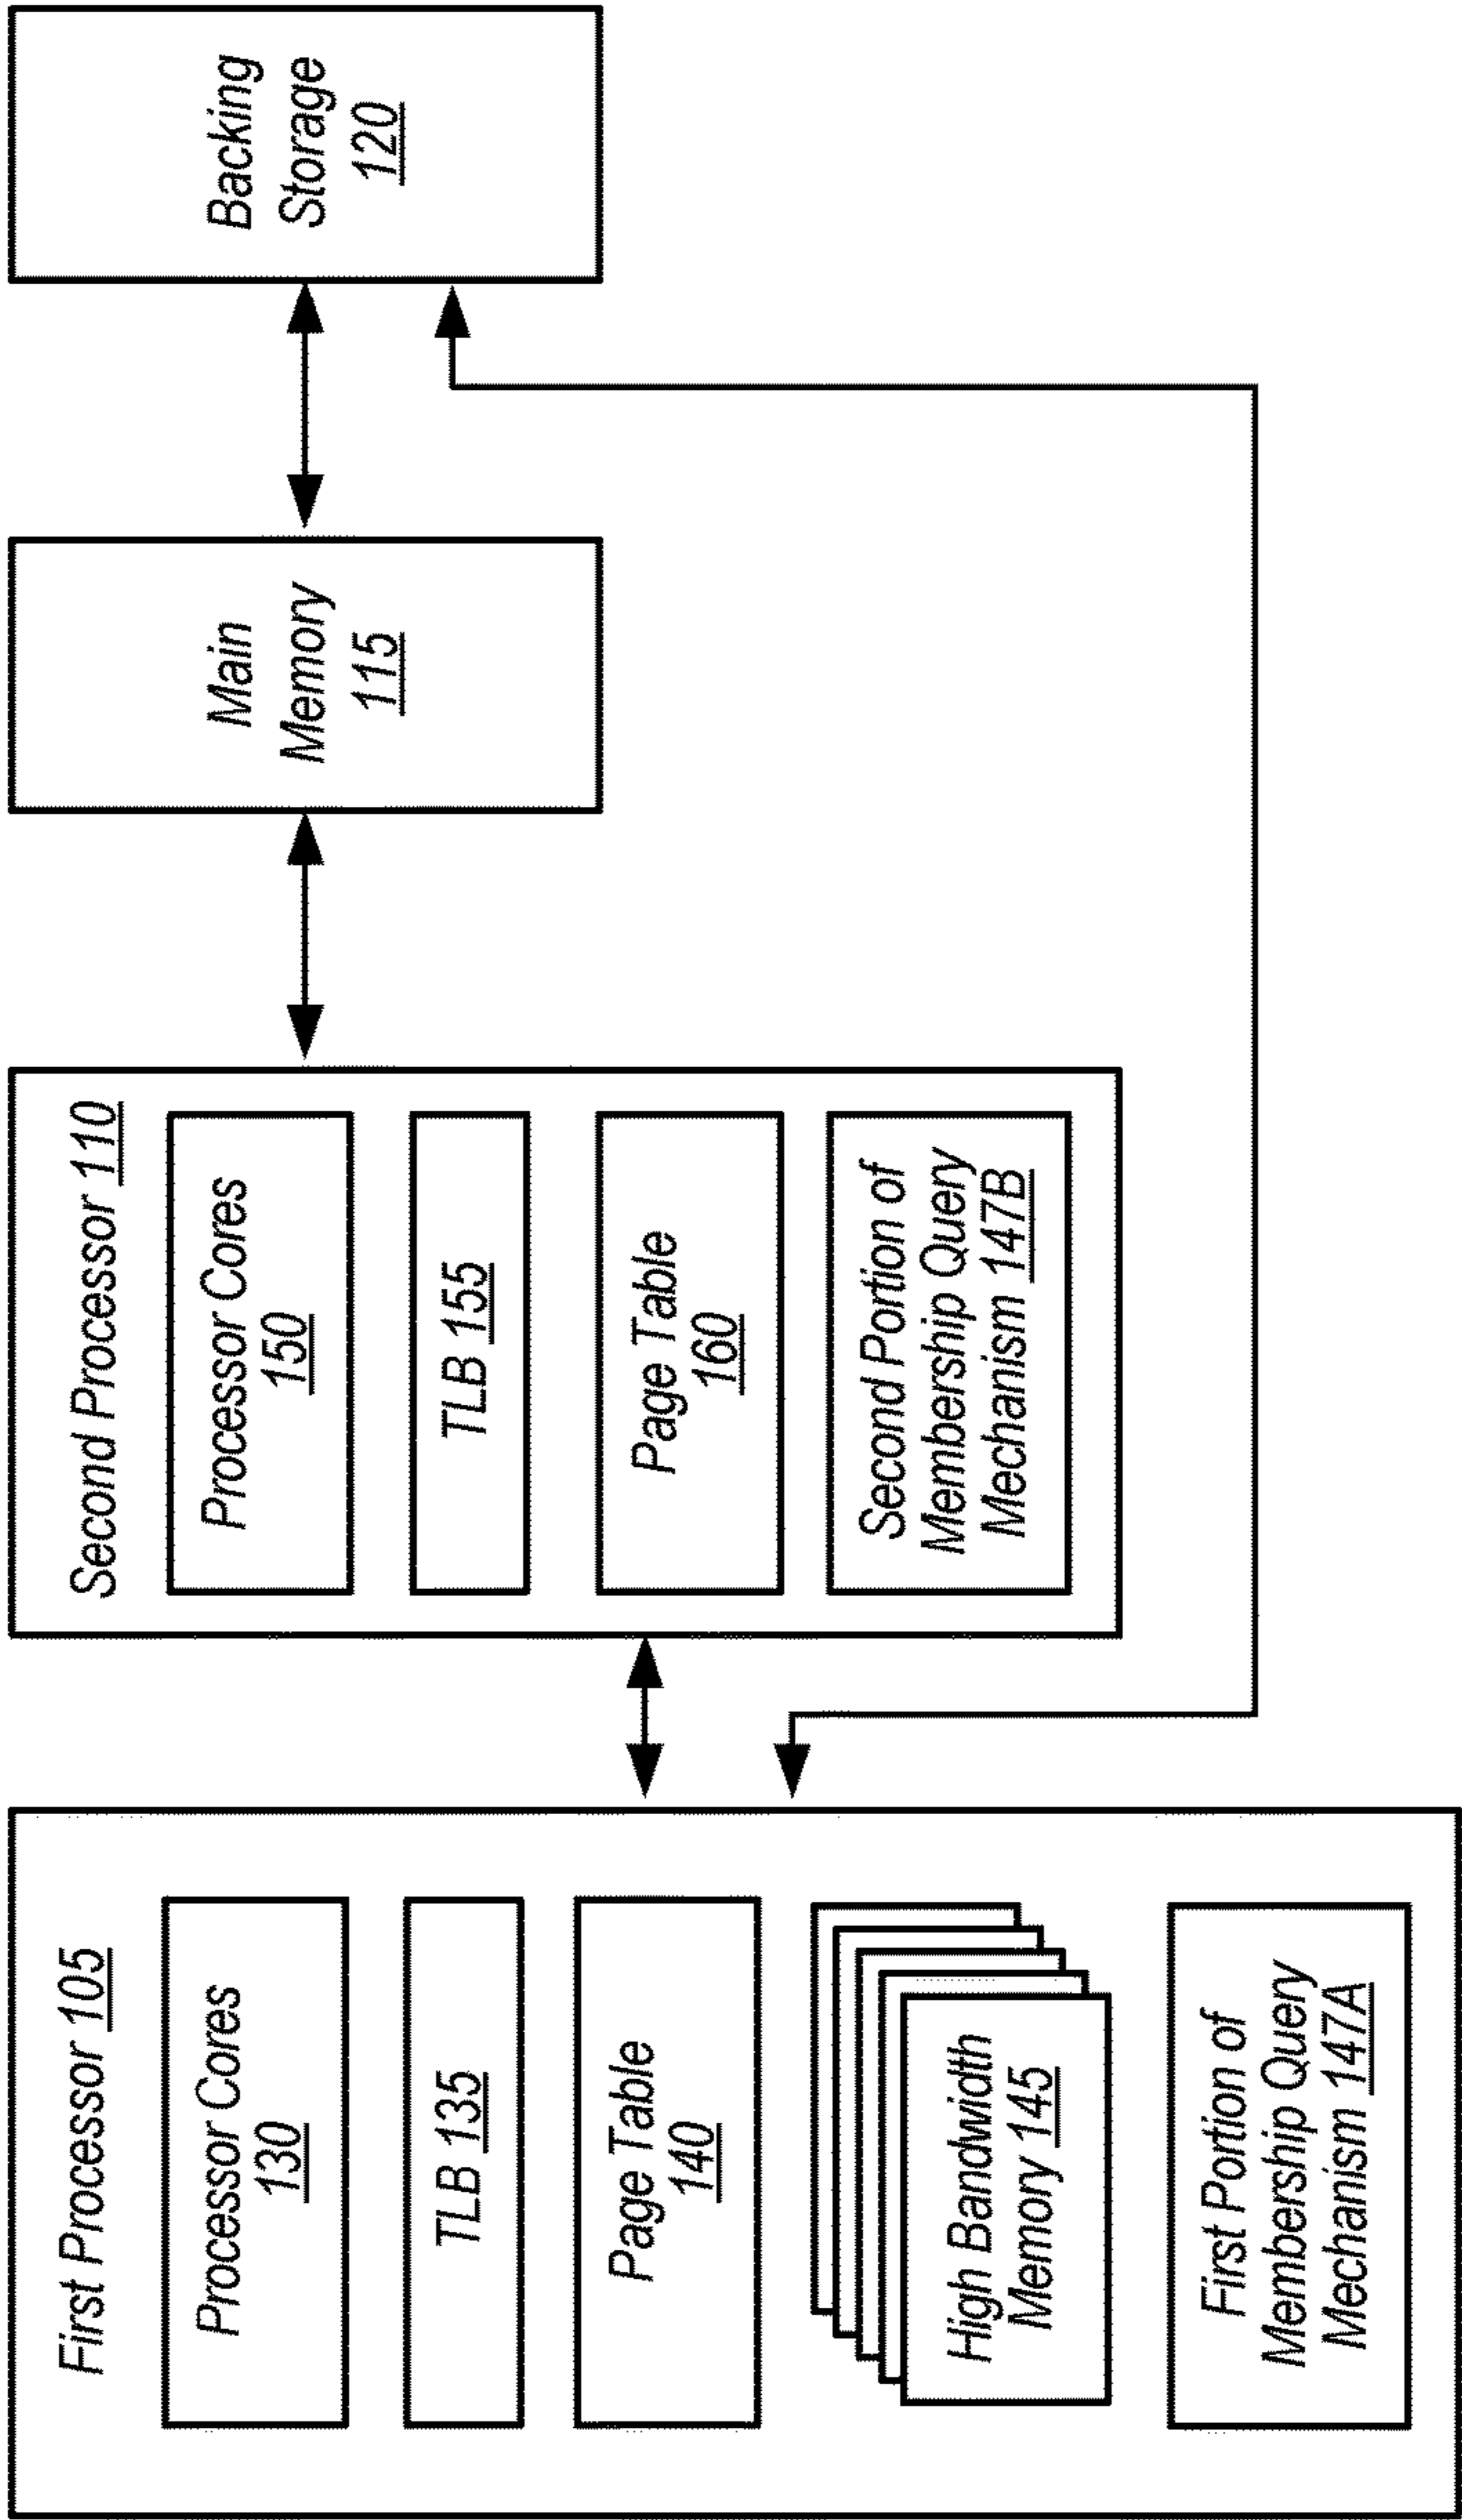 First Processor 105
Processor Cores
130
TLB 135
Page Table
140
High Bandwidth
Memory 145
First Portion of
Membership Query
Mechanism 147A
Second Processor 110
Processor Cores
150
TLB 155
Page Table
160
Second Portion of
Membership Query
Mechanism 147B
Main
Memory
115
Backing
Storage
120